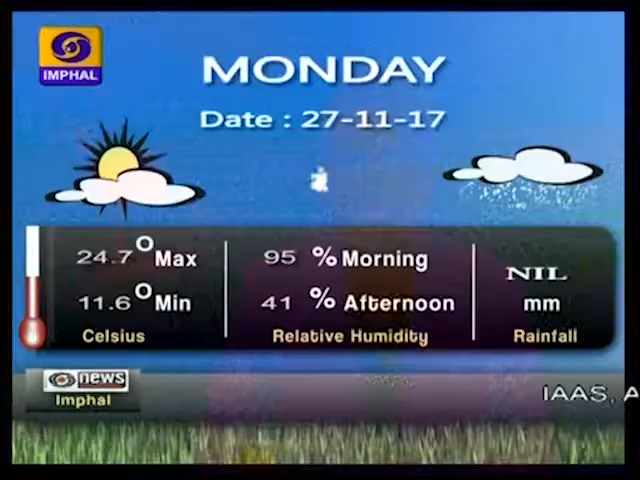 IMPHAL
MONDAY
Date : 27-11-17
24.7 O Max
11.6 O Min
Celsius
95 % Morning
41 % Afternoon
Relative Humidity
NIL
mm
Rainfall
news
Imphal
IAAS, A